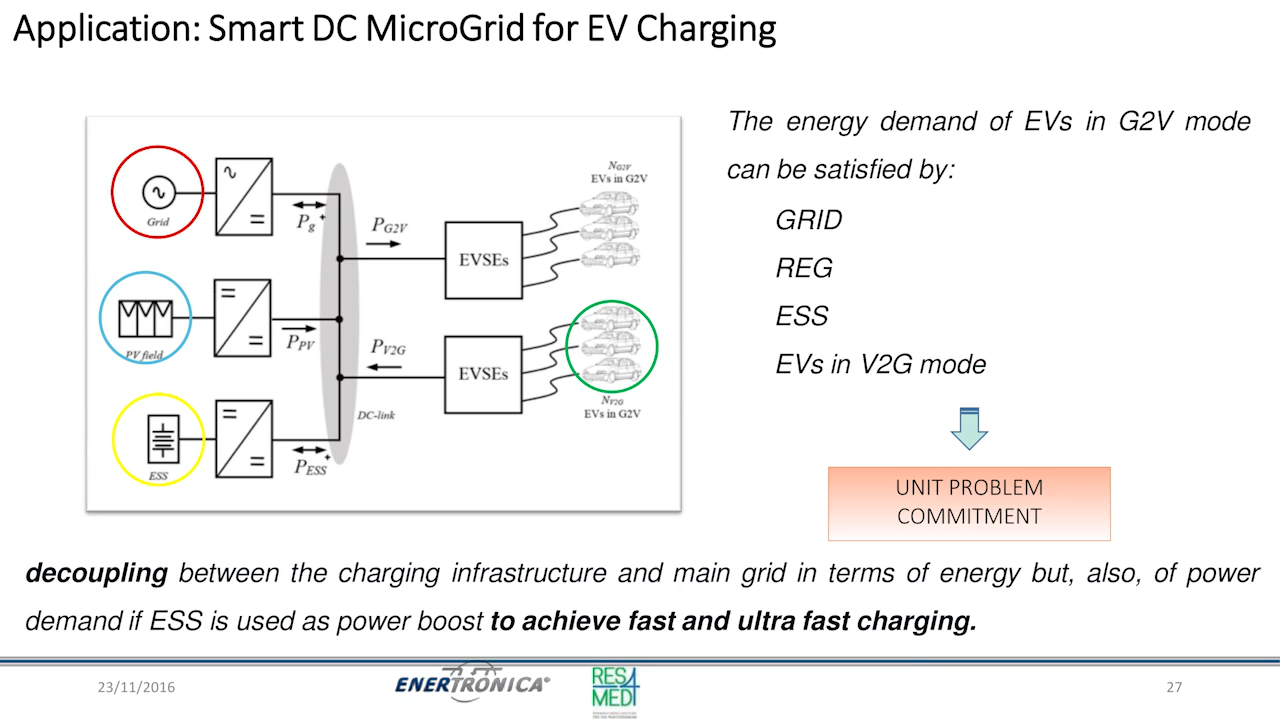 Application: Smart DC MicroGrid for EV Charging
The energy demand of EVs in G2V mode
can be satisfied by:
GRID
REG
ESS
EVs in V2G mode
UNIT PROBLEM
COMMITMENT
Grid
~
=
Pg
+
PV field
=
=
PPV
ESS
=
=
PESS
+
DC-link
PG2V
EVSEs
NG2V
EVs in G2V
PV2G
EVSEs
NV2G
EVs in G2V
decoupling between the charging infrastructure and main grid in terms of energy but, also, of power
demand if ESS is used as power boost to achieve fast and ultra fast charging.
23/11/2016
ENERTRONICA®
RES4
MED
27